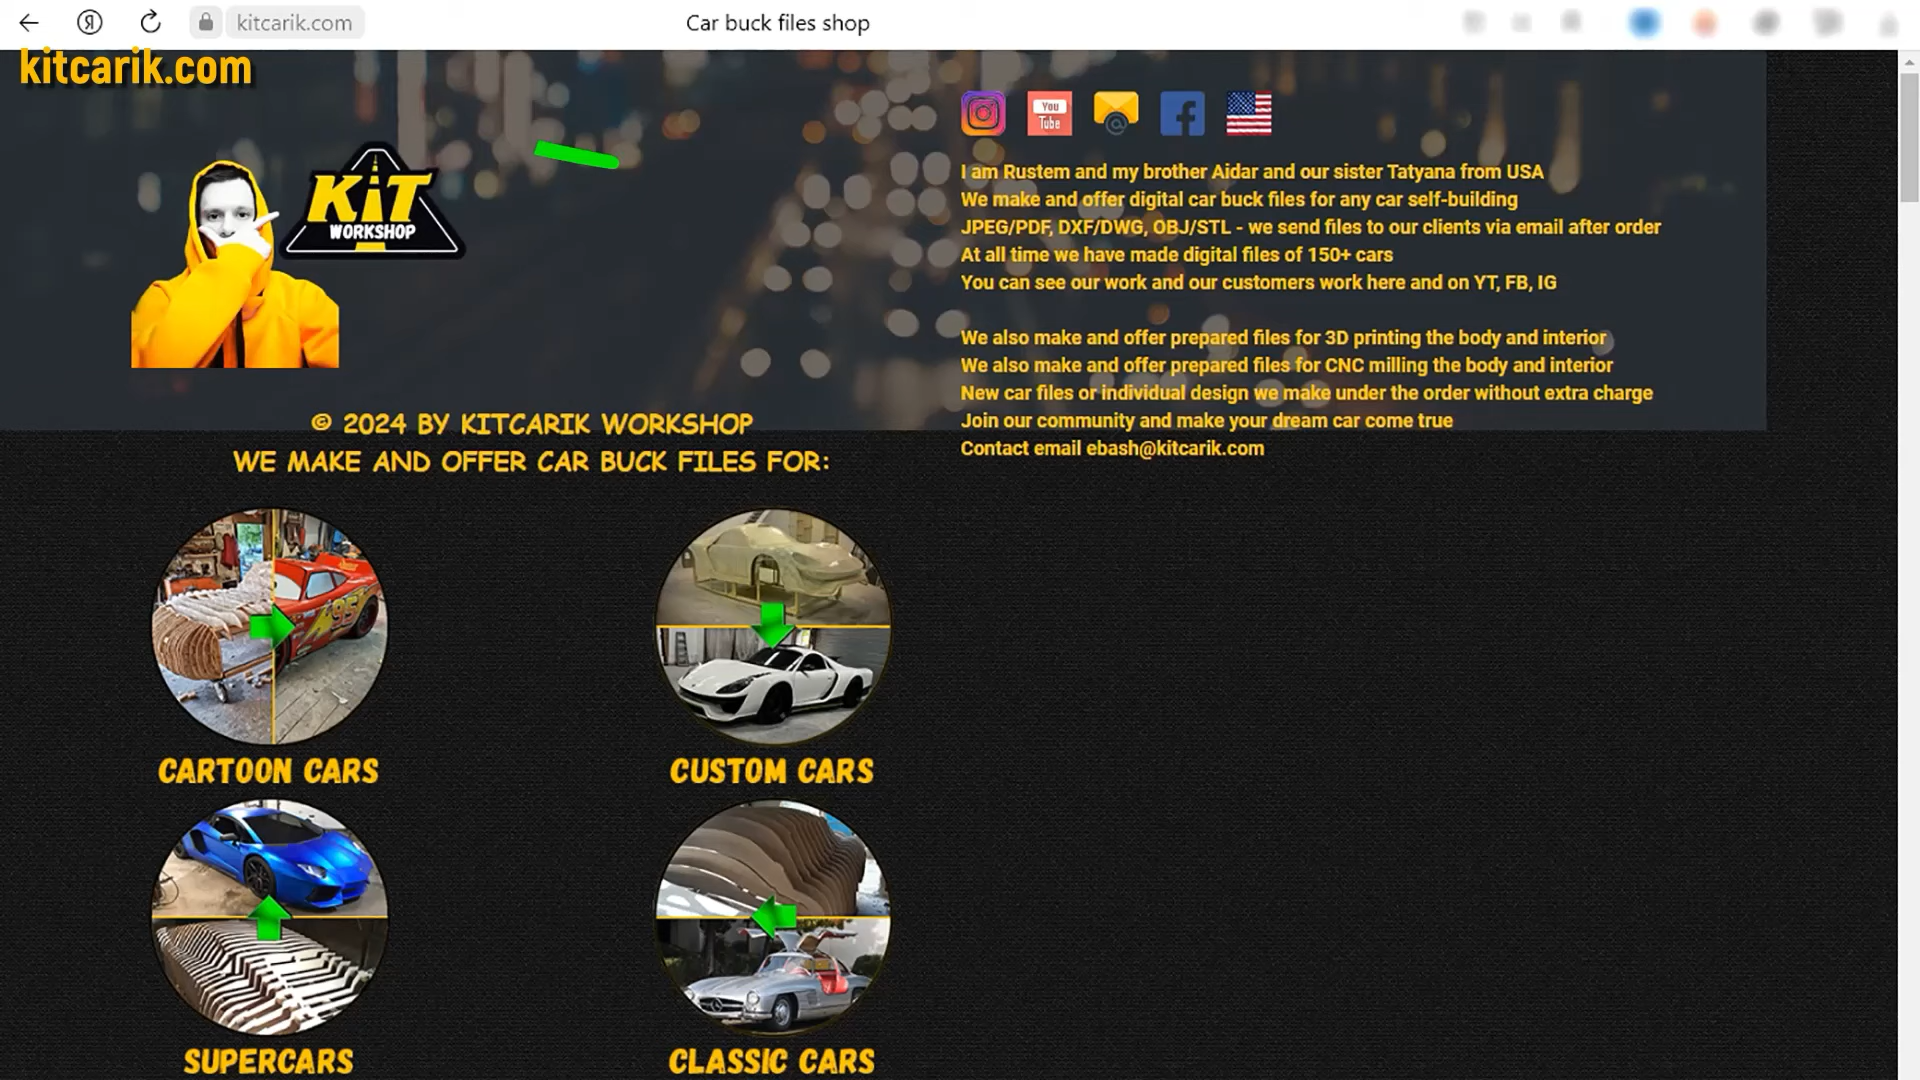 kitcarik.com
Car buck files shop
kitcarik.com
KiT
WORKSHOP
You
Tube
I am Rustem and my brother Aidar and our sister Tatyana from USA
We make and offer digital car buck files for any car self-building
JPEG/PDF, DXF/DWG, OBJ/STL - we send files to our clients via email after order
At all time we have made digital files of 150+ cars
You can see our work and our customers work here and on YT, FB, IG
We also make and offer prepared files for 3D printing the body and interior
We also make and offer prepared files for CNC milling the body and interior
New car files or individual design we make under the order without extra charge
Join our community and make your dream car come true
Contact email ebash@kitcarik.com
© 2024 BY KITCARIK WORKSHOP
WE MAKE AND OFFER CAR BUCK FILES FOR:
95
CARTOON CARS
CUSTOM CARS
SUPERCARS
CLASSIC CARS